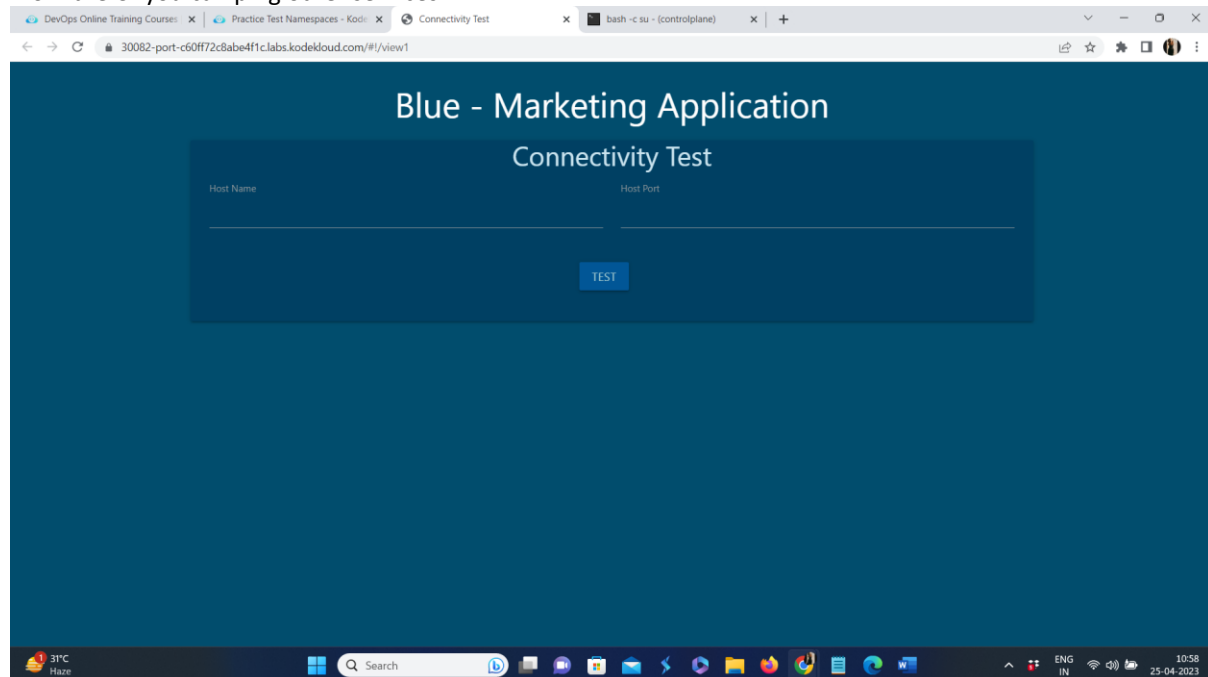 DevOps Online Training Courses
Practice Test Namespaces - Kode
Connectivity Test
bash -c su - (controlplane)
30082-port-c60ff72c8abe4f1c.labs.kodekloud.com/#!/view1
Blue - Marketing Application
Connectivity Test
Host Name
Host Port
TEST
1
31°C
Haze
Search
ENG
IN
10:58
25-04-2023